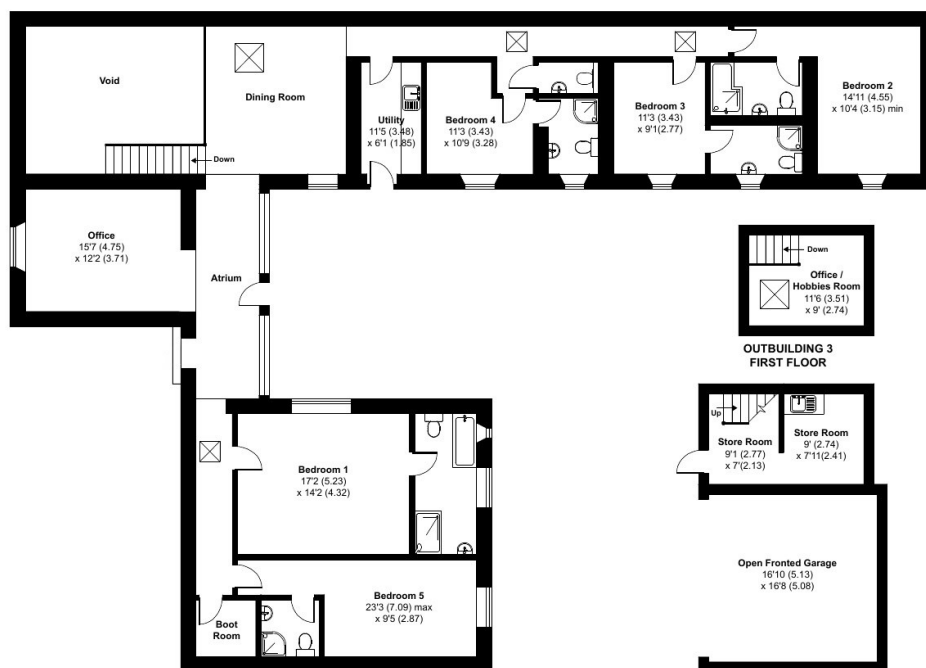 Void
Dining Room
Down
Utility
11'5 (3.48)
x 6'1 (1.85)
Bedroom 4
11'3 (3.43)
x 10'9 (3.28)
Bedroom 3
11'3 (3.43)
x 9'1(2.77)
Bedroom 2
14'11 (4.55)
x 10'4 (3.15) min
Office
15'7 (4.75)
x 12'2 (3.71)
Atrium
Down
Office /
Hobbies Room
11'6 (3.51)
x 9' (2.74)
OUTBUILDING 3
FIRST FLOOR
Up
Store Room
9'1 (2.77)
x 7'(2.13)
Store Room
9' (2.74)
x 7'11(2.41)
Bedroom 1
17'2 (5.23)
x 14'2 (4.32)
Open Fronted Garage
16'10 (5.13)
x 16'8 (5.08)
Bedroom 5
23'3 (7.09) max
x 9'5 (2.87)
Boot
Room